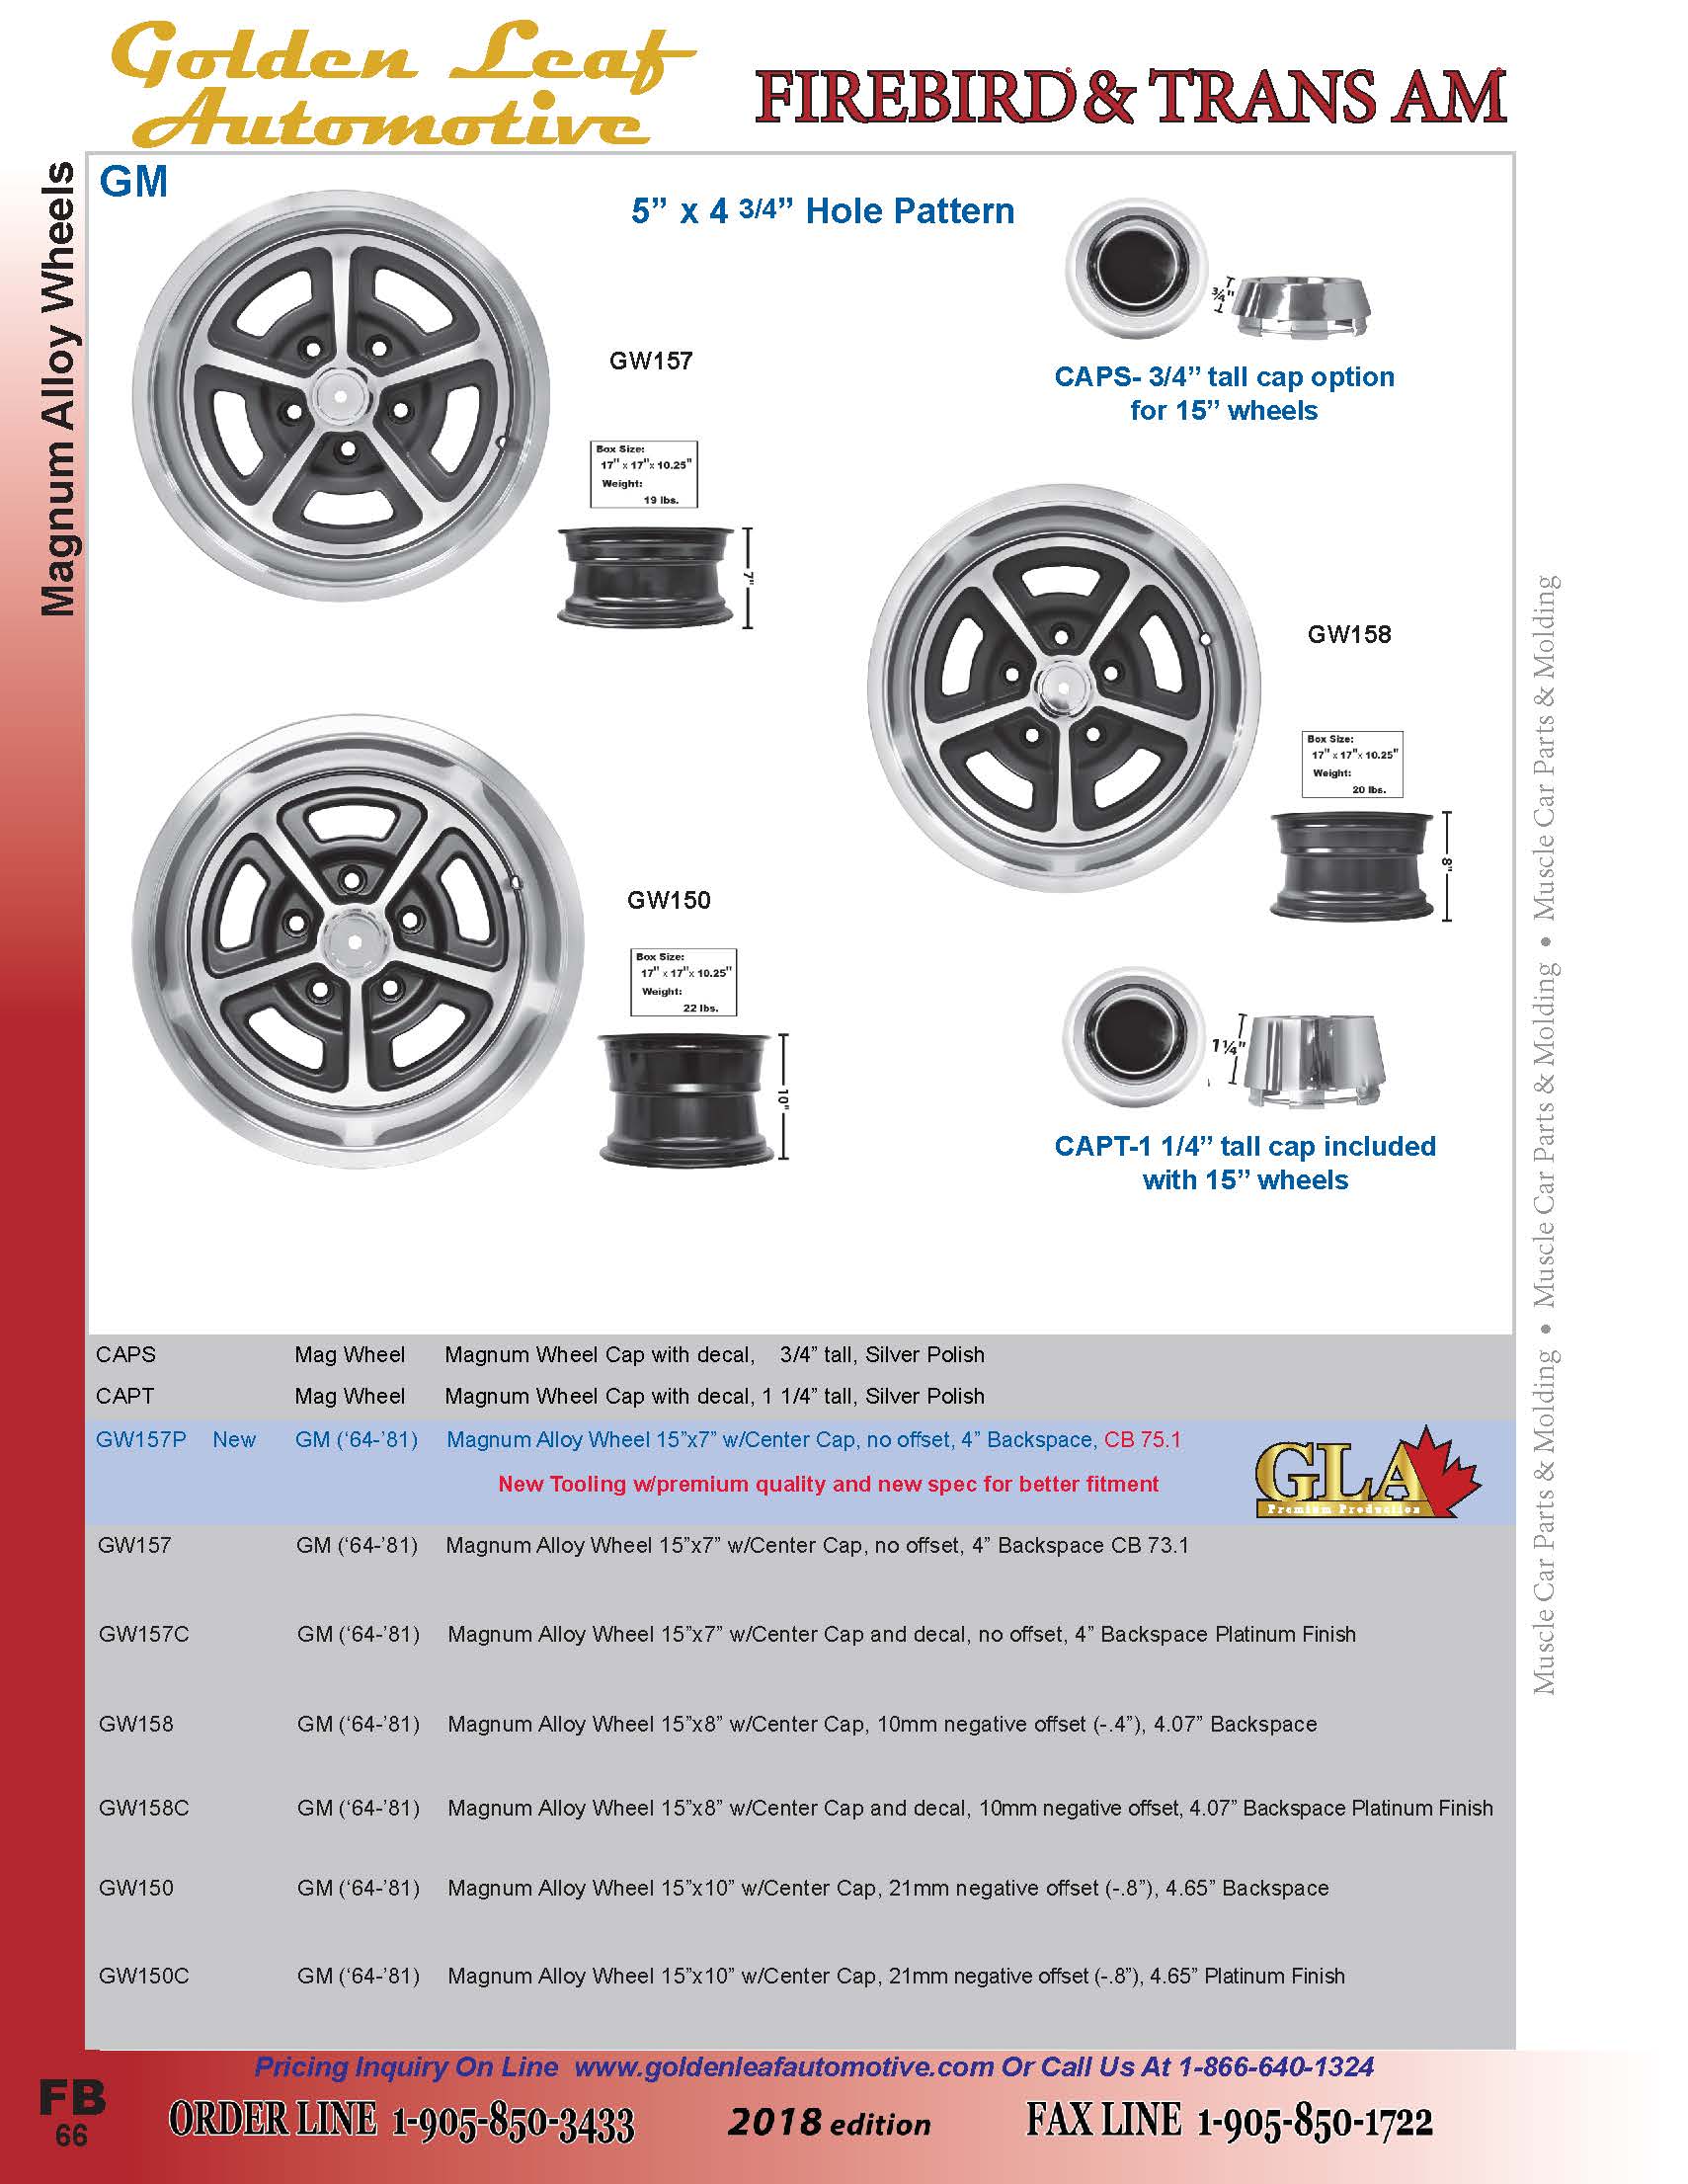 Golden Leaf
Automotive
FIREBIRD & TRANS AM
Magnum Alloy Wheels
GM
5” x 4 3/4” Hole Pattern
GW157
Box Size:
17" x 17"x 10.25"
Weight:
19 lbs.
7"
3/4"
CAPS- 3/4” tall cap option
for 15” wheels
GW158
Box Size:
17" x 17"x 10.25"
Weight:
20 lbs.
8"
GW150
Box Size:
17" x 17"x 10.25"
Weight:
22 lbs.
10"
1¼"
CAPT-1 1/4” tall cap included
with 15” wheels
CAPS Mag Wheel Magnum Wheel Cap with decal, 3/4” tall, Silver Polish
CAPT Mag Wheel Magnum Wheel Cap with decal, 1 1/4” tall, Silver Polish
GW157P New GM (‘64-’81) Magnum Alloy Wheel 15”x7” w/Center Cap, no offset, 4” Backspace, CB 75.1
New Tooling w/premium quality and new spec for better fitment
GLA
Premium Production
GW157 GM (‘64-’81) Magnum Alloy Wheel 15”x7” w/Center Cap, no offset, 4” Backspace CB 73.1
GW157C GM (‘64-’81) Magnum Alloy Wheel 15”x7” w/Center Cap and decal, no offset, 4” Backspace Platinum Finish
GW158 GM (‘64-’81) Magnum Alloy Wheel 15”x8” w/Center Cap, 10mm negative offset (-.4”), 4.07” Backspace
GW158C GM (‘64-’81) Magnum Alloy Wheel 15”x8” w/Center Cap and decal, 10mm negative offset, 4.07” Backspace Platinum Finish
GW150 GM (‘64-’81) Magnum Alloy Wheel 15”x10” w/Center Cap, 21mm negative offset (-.8”), 4.65” Backspace
GW150C GM (‘64-’81) Magnum Alloy Wheel 15”x10” w/Center Cap, 21mm negative offset (-.8”), 4.65” Platinum Finish
Muscle Car Parts & Molding • Muscle Car Parts & Molding • Muscle Car Parts & Molding
Pricing Inquiry On Line www.goldenleafautomotive.com Or Call Us At 1-866-640-1324
FB
66
ORDER LINE 1-905-850-3433
2018 edition
FAX LINE 1-905-850-1722